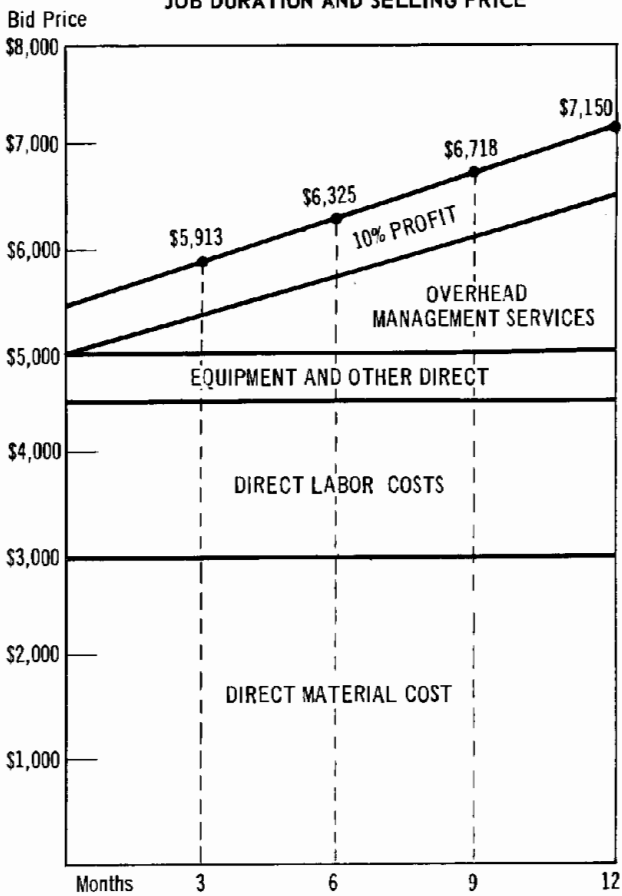 JOB DURATION AND SELLING PRICE
Bid Price
$8,000
$7,000
$6,000
$5,000
$4,000
$3,000
$2,000
$1,000
$5,913
$6,325
$6,718
$7,150
10% PROFIT
OVERHEAD
MANAGEMENT SERVICES
EQUIPMENT AND OTHER DIRECT
DIRECT LABOR COSTS
DIRECT MATERIAL COST
Months 3 6 9 12